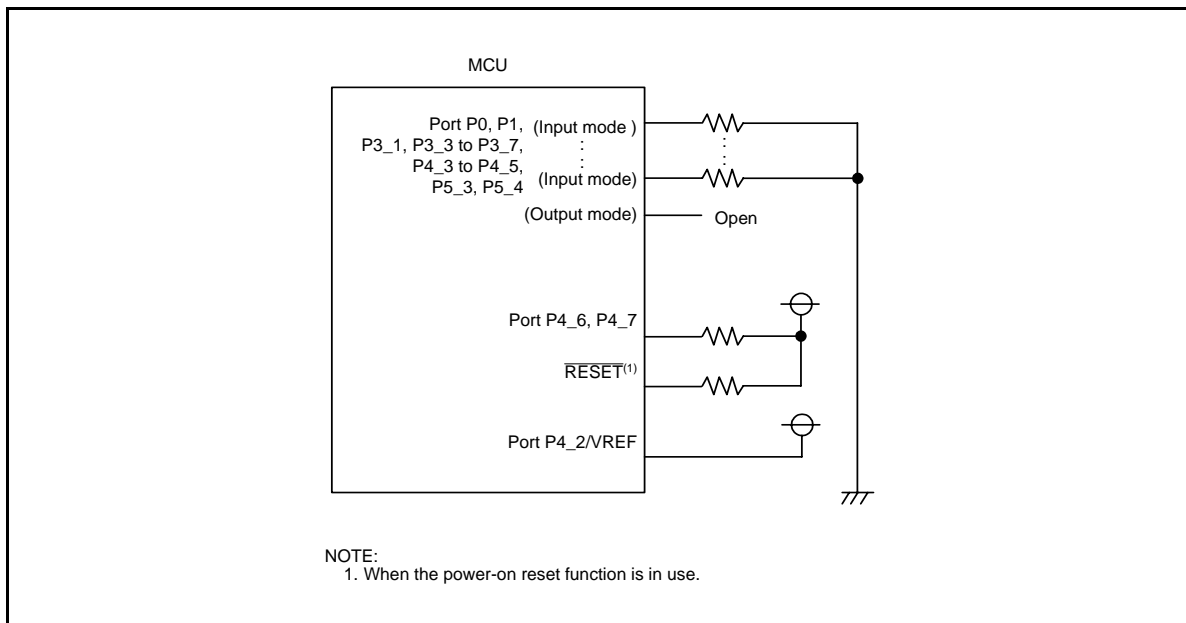 MCU
Port P0, P1,
P3_1, P3_3 to P3_7,
P4_3 to P4_5,
P5_3, P5_4
(Input mode )
(Input mode)
(Output mode)
Open
Port P4_6, P4_7
RESET(1)
Port P4_2/VREF
NOTE:
1. When the power-on reset function is in use.